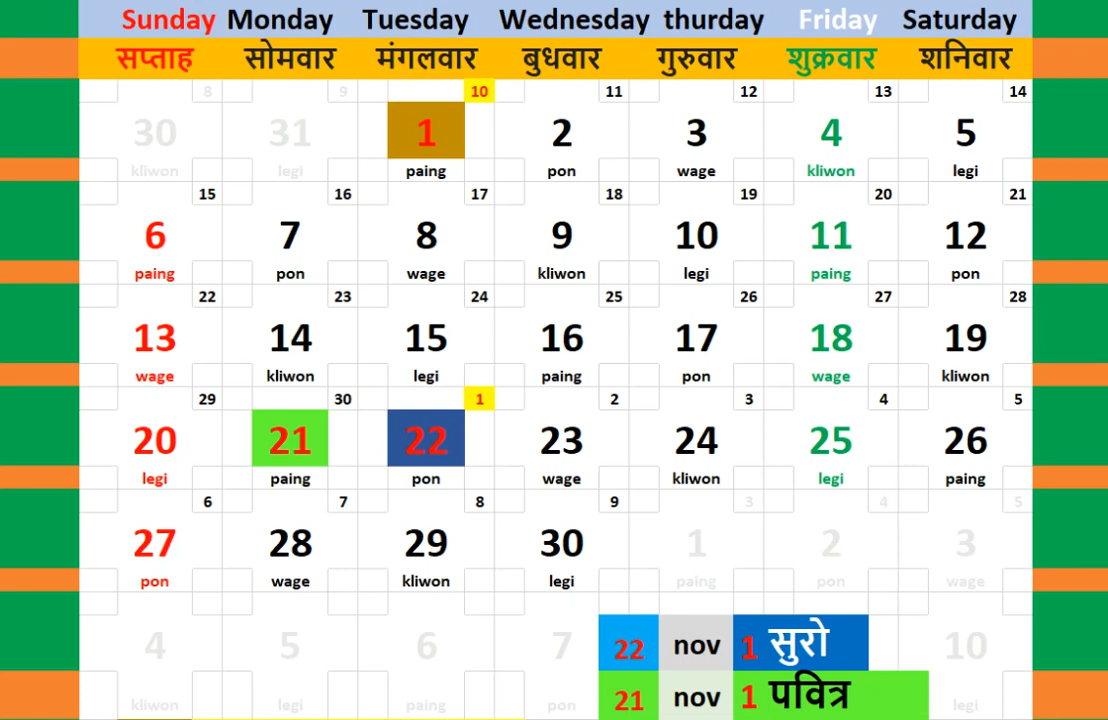 Sunday Monday Tuesday Wednesday thurday Friday Saturday
सप्ताह सोमवार मंगलवार बुधवार गुरुवार शुक्रवार शनिवार
8 9 10 11 12 13 14
30 31 1 2 3 4 5
kliwon legi paing pon wage kliwon legi
15 16 17 18 19 20 21
6 7 8 9 10 11 12
paing pon wage kliwon legi paing pon
22 23 24 25 26 27 28
13 14 15 16 17 18 19
wage kliwon legi paing pon wage kliwon
29 30 1 2 3 4 5
20 21 22 23 24 25 26
legi paing pon wage kliwon legi paing
6 7 8 9 3 4 5
27 28 29 30 1 2 3
pon wage kliwon legi paing pon wage
4 5 6 7 22 nov 1 सुरो 10
kliwon legi paing pon 21 nov 1 पवित्र legi